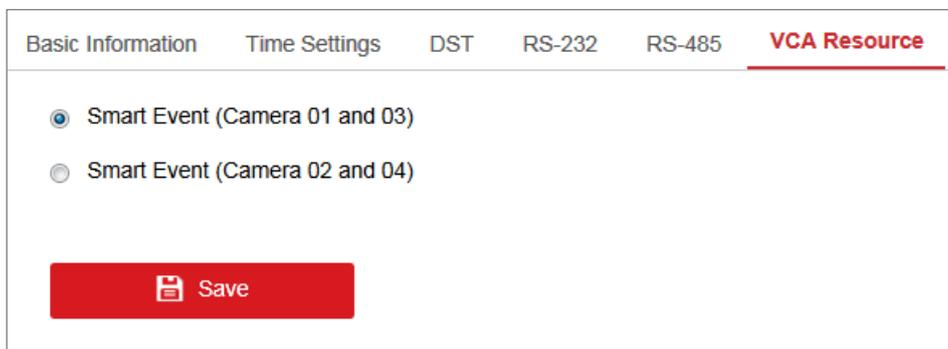 Basic Information Time Settings DST RS-232 RS-485 VCA Resource
Smart Event (Camera 01 and 03)
Smart Event (Camera 02 and 04)
Save